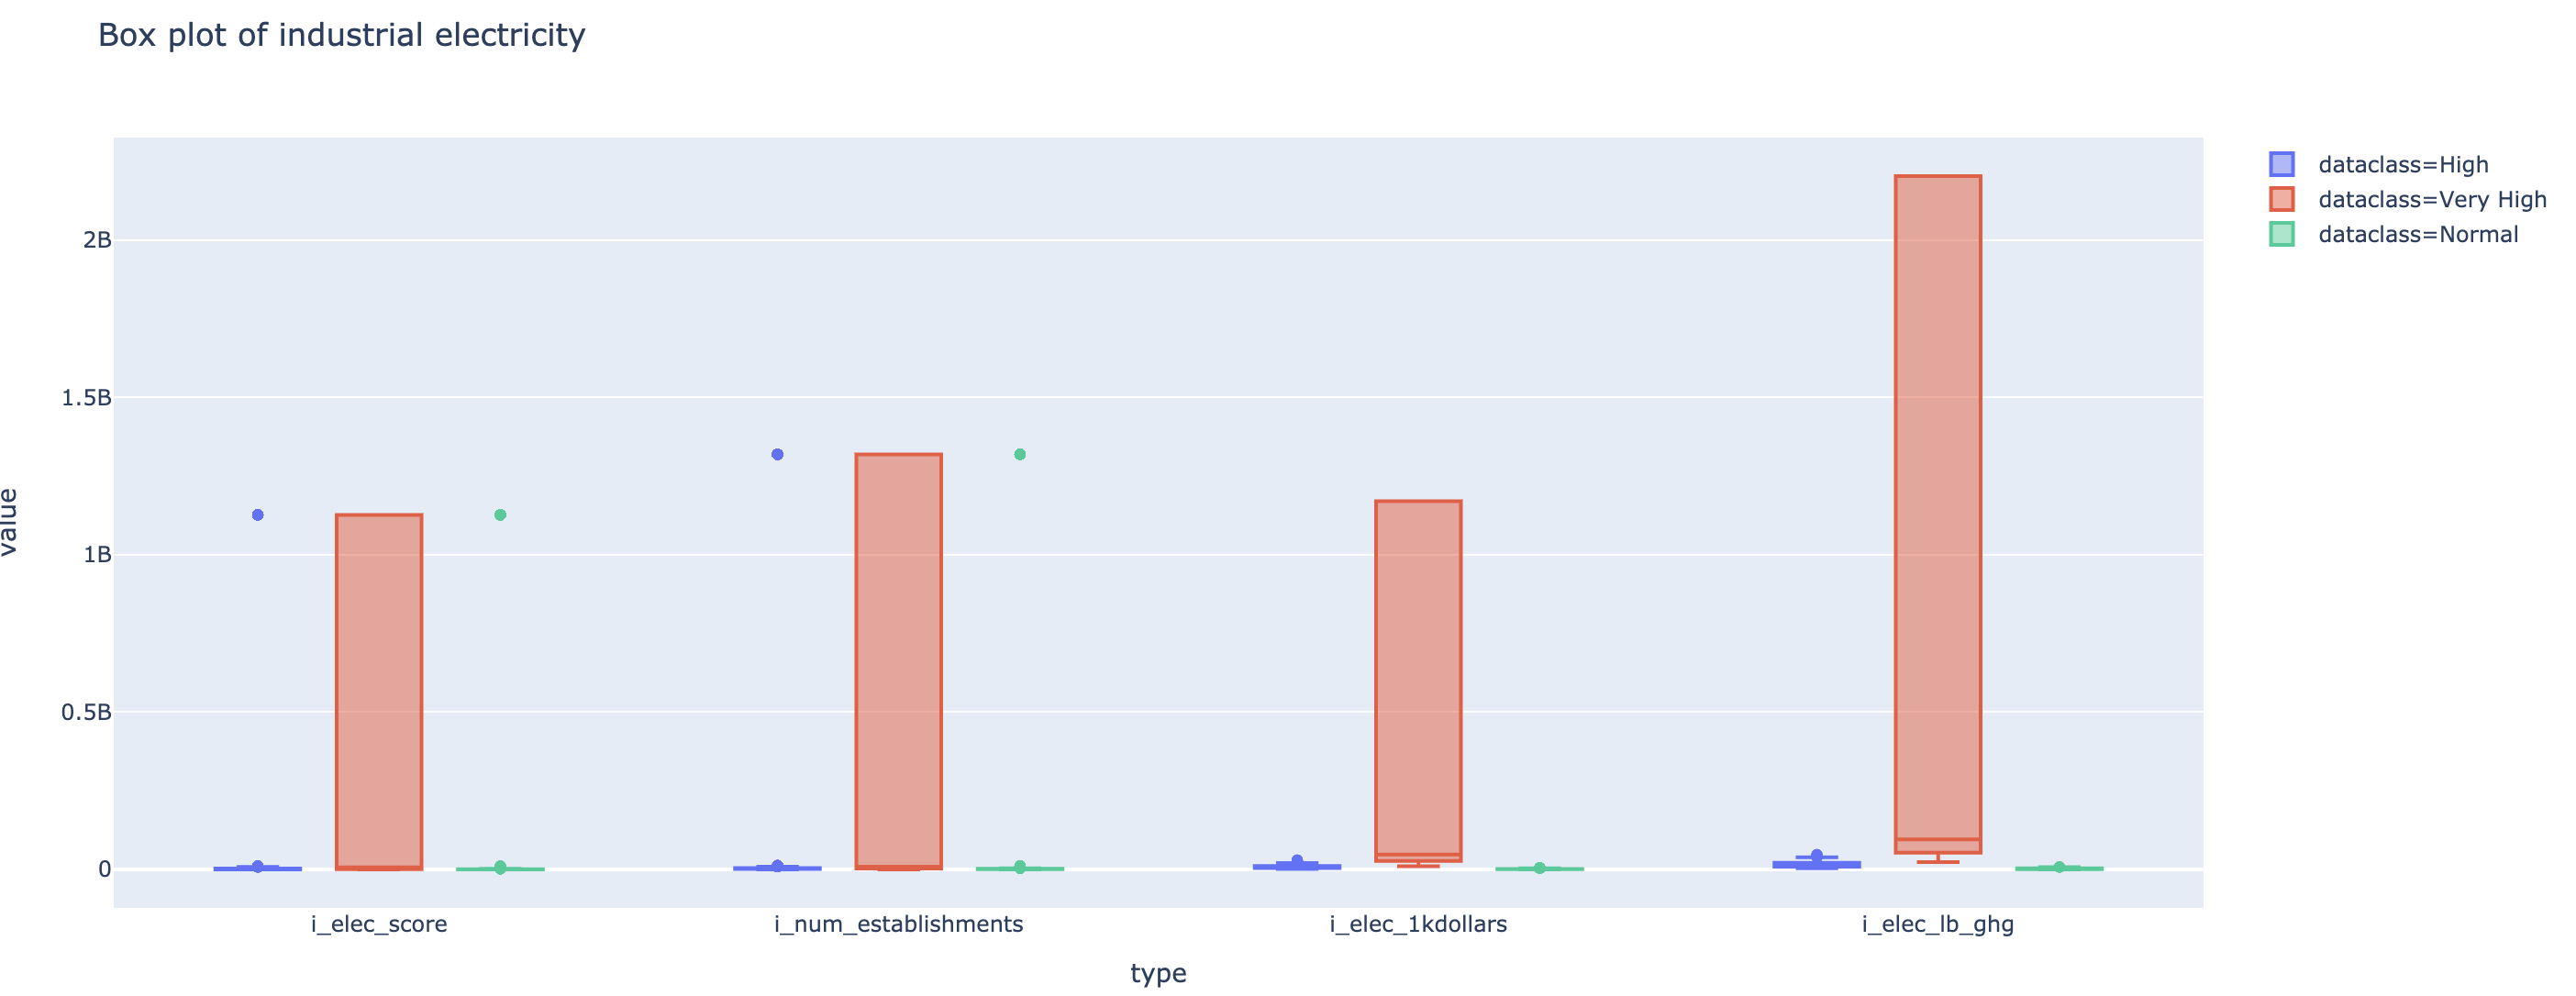 Box plot of industrial electricity
dataclass=High
dataclass=Very High
dataclass=Normal
value
2B
1.5B
1B
0.5B
0
i_elec_score
i_num_establishments
i_elec_1kdollars
i_elec_lb_ghg
type